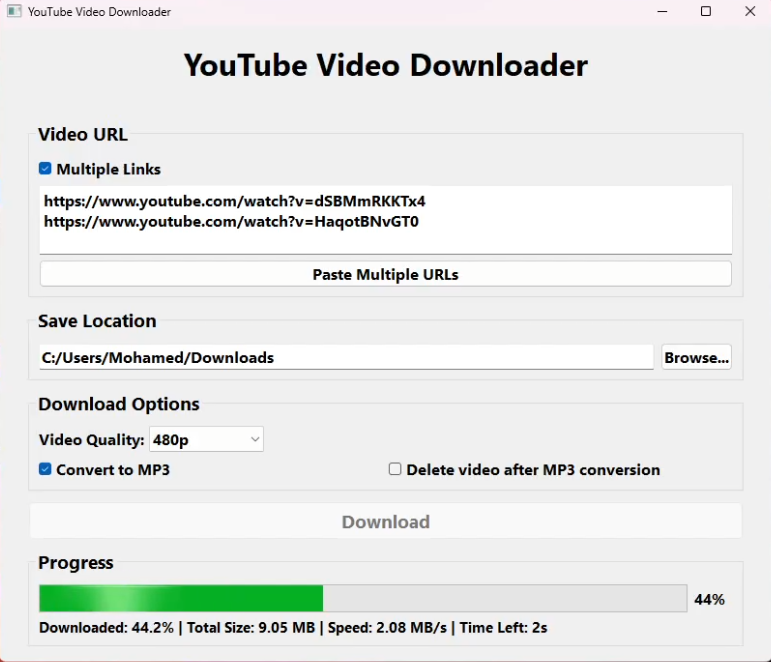 YouTube Video Downloader
YouTube Video Downloader
Video URL
Multiple Links
https://www.youtube.com/watch?v=dSBMmRKKTx4
https://www.youtube.com/watch?v=HaqotBNvGT0
Paste Multiple URLs
Save Location
C:/Users/Mohamed/Downloads
Browse...
Download Options
Video Quality: 480p
Convert to MP3
Delete video after MP3 conversion
Download
Progress
44%
Downloaded: 44.2% | Total Size: 9.05 MB | Speed: 2.08 MB/s | Time Left: 2s